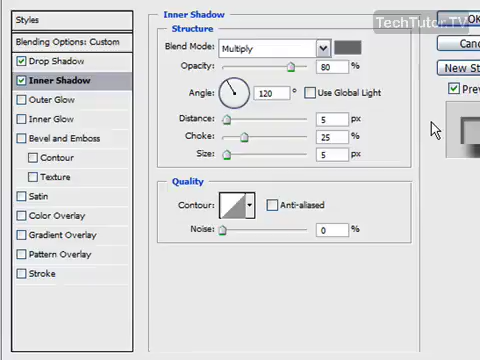 Inner Shadow
OK
TechTutor.TV
Styles
Structure
Blending Options: Custom
Blend Mode: Multiply
Canc
Drop Shadow
Opacity: 80 %
New St
Inner Shadow
Angle: 120 ° Use Global Light
Prev
Outer Glow
Distance: 5 px
Inner Glow
Choke: 25 %
Bevel and Emboss
Size: 5 px
Contour
Texture
Quality
Satin
Contour: Anti-aliased
Color Overlay
Noise: 0 %
Gradient Overlay
Pattern Overlay
Stroke